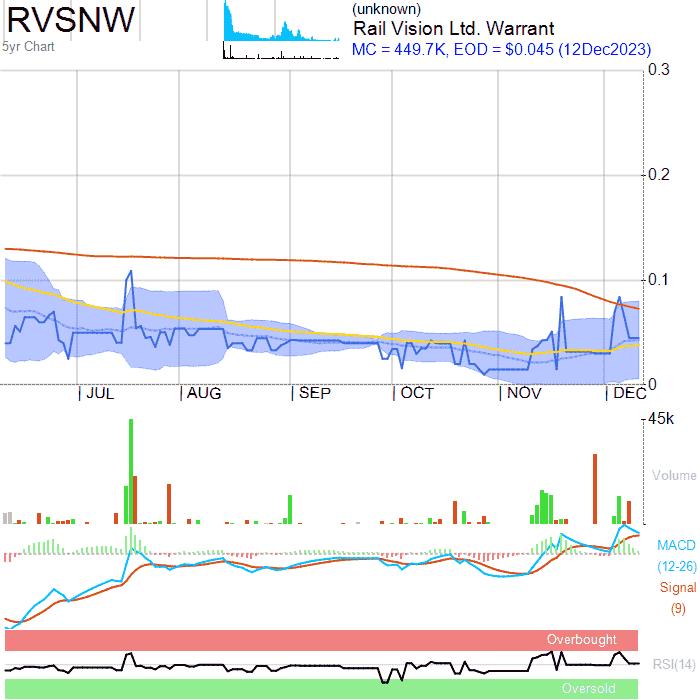 RVSNW
5yr Chart
(unknown)
Rail Vision Ltd. Warrant
MC = 449.7K, EOD = $0.045 (12Dec2023)
0.3
0.2
0.1
0
JUL AUG SEP OCT NOV DEC
45k
Volume
MACD
(12-26)
Signal
(9)
Overbought
RSI(14)
Oversold